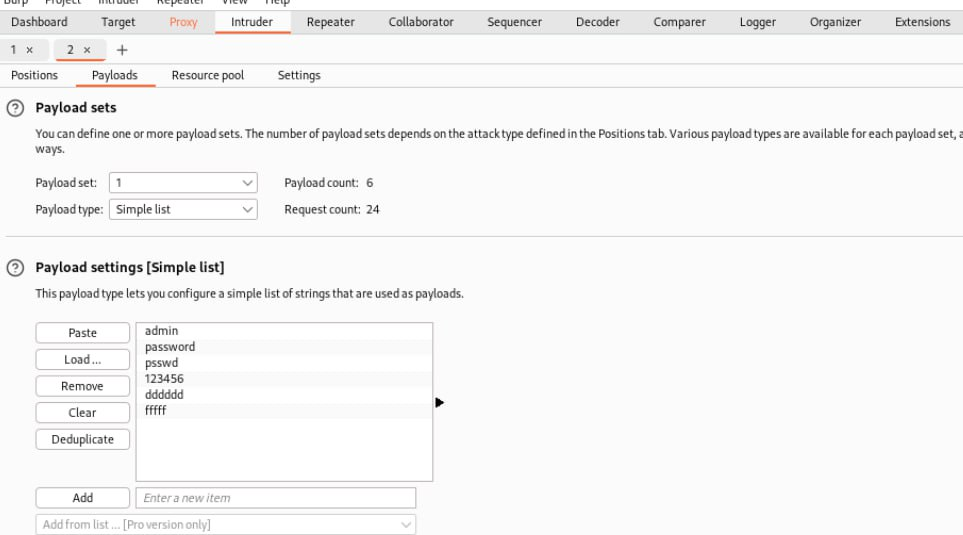 Burp Project Intruder Repeater View Help
Dashboard Target Proxy Intruder Repeater Collaborator Sequencer Decoder Comparer Logger Organizer Extensions
1 × 2 × +
Positions Payloads Resource pool Settings
? Payload sets
You can define one or more payload sets. The number of payload sets depends on the attack type defined in the Positions tab. Various payload types are available for each payload set, a
ways.
Payload set: 1 Payload count: 6
Payload type: Simple list Request count: 24
? Payload settings [Simple list]
This payload type lets you configure a simple list of strings that are used as payloads.
Paste
Load ...
Remove
Clear
Deduplicate
admin
password
psswd
123456
dddddd
fffff
Add Enter a new item
Add from list ... [Pro version only]